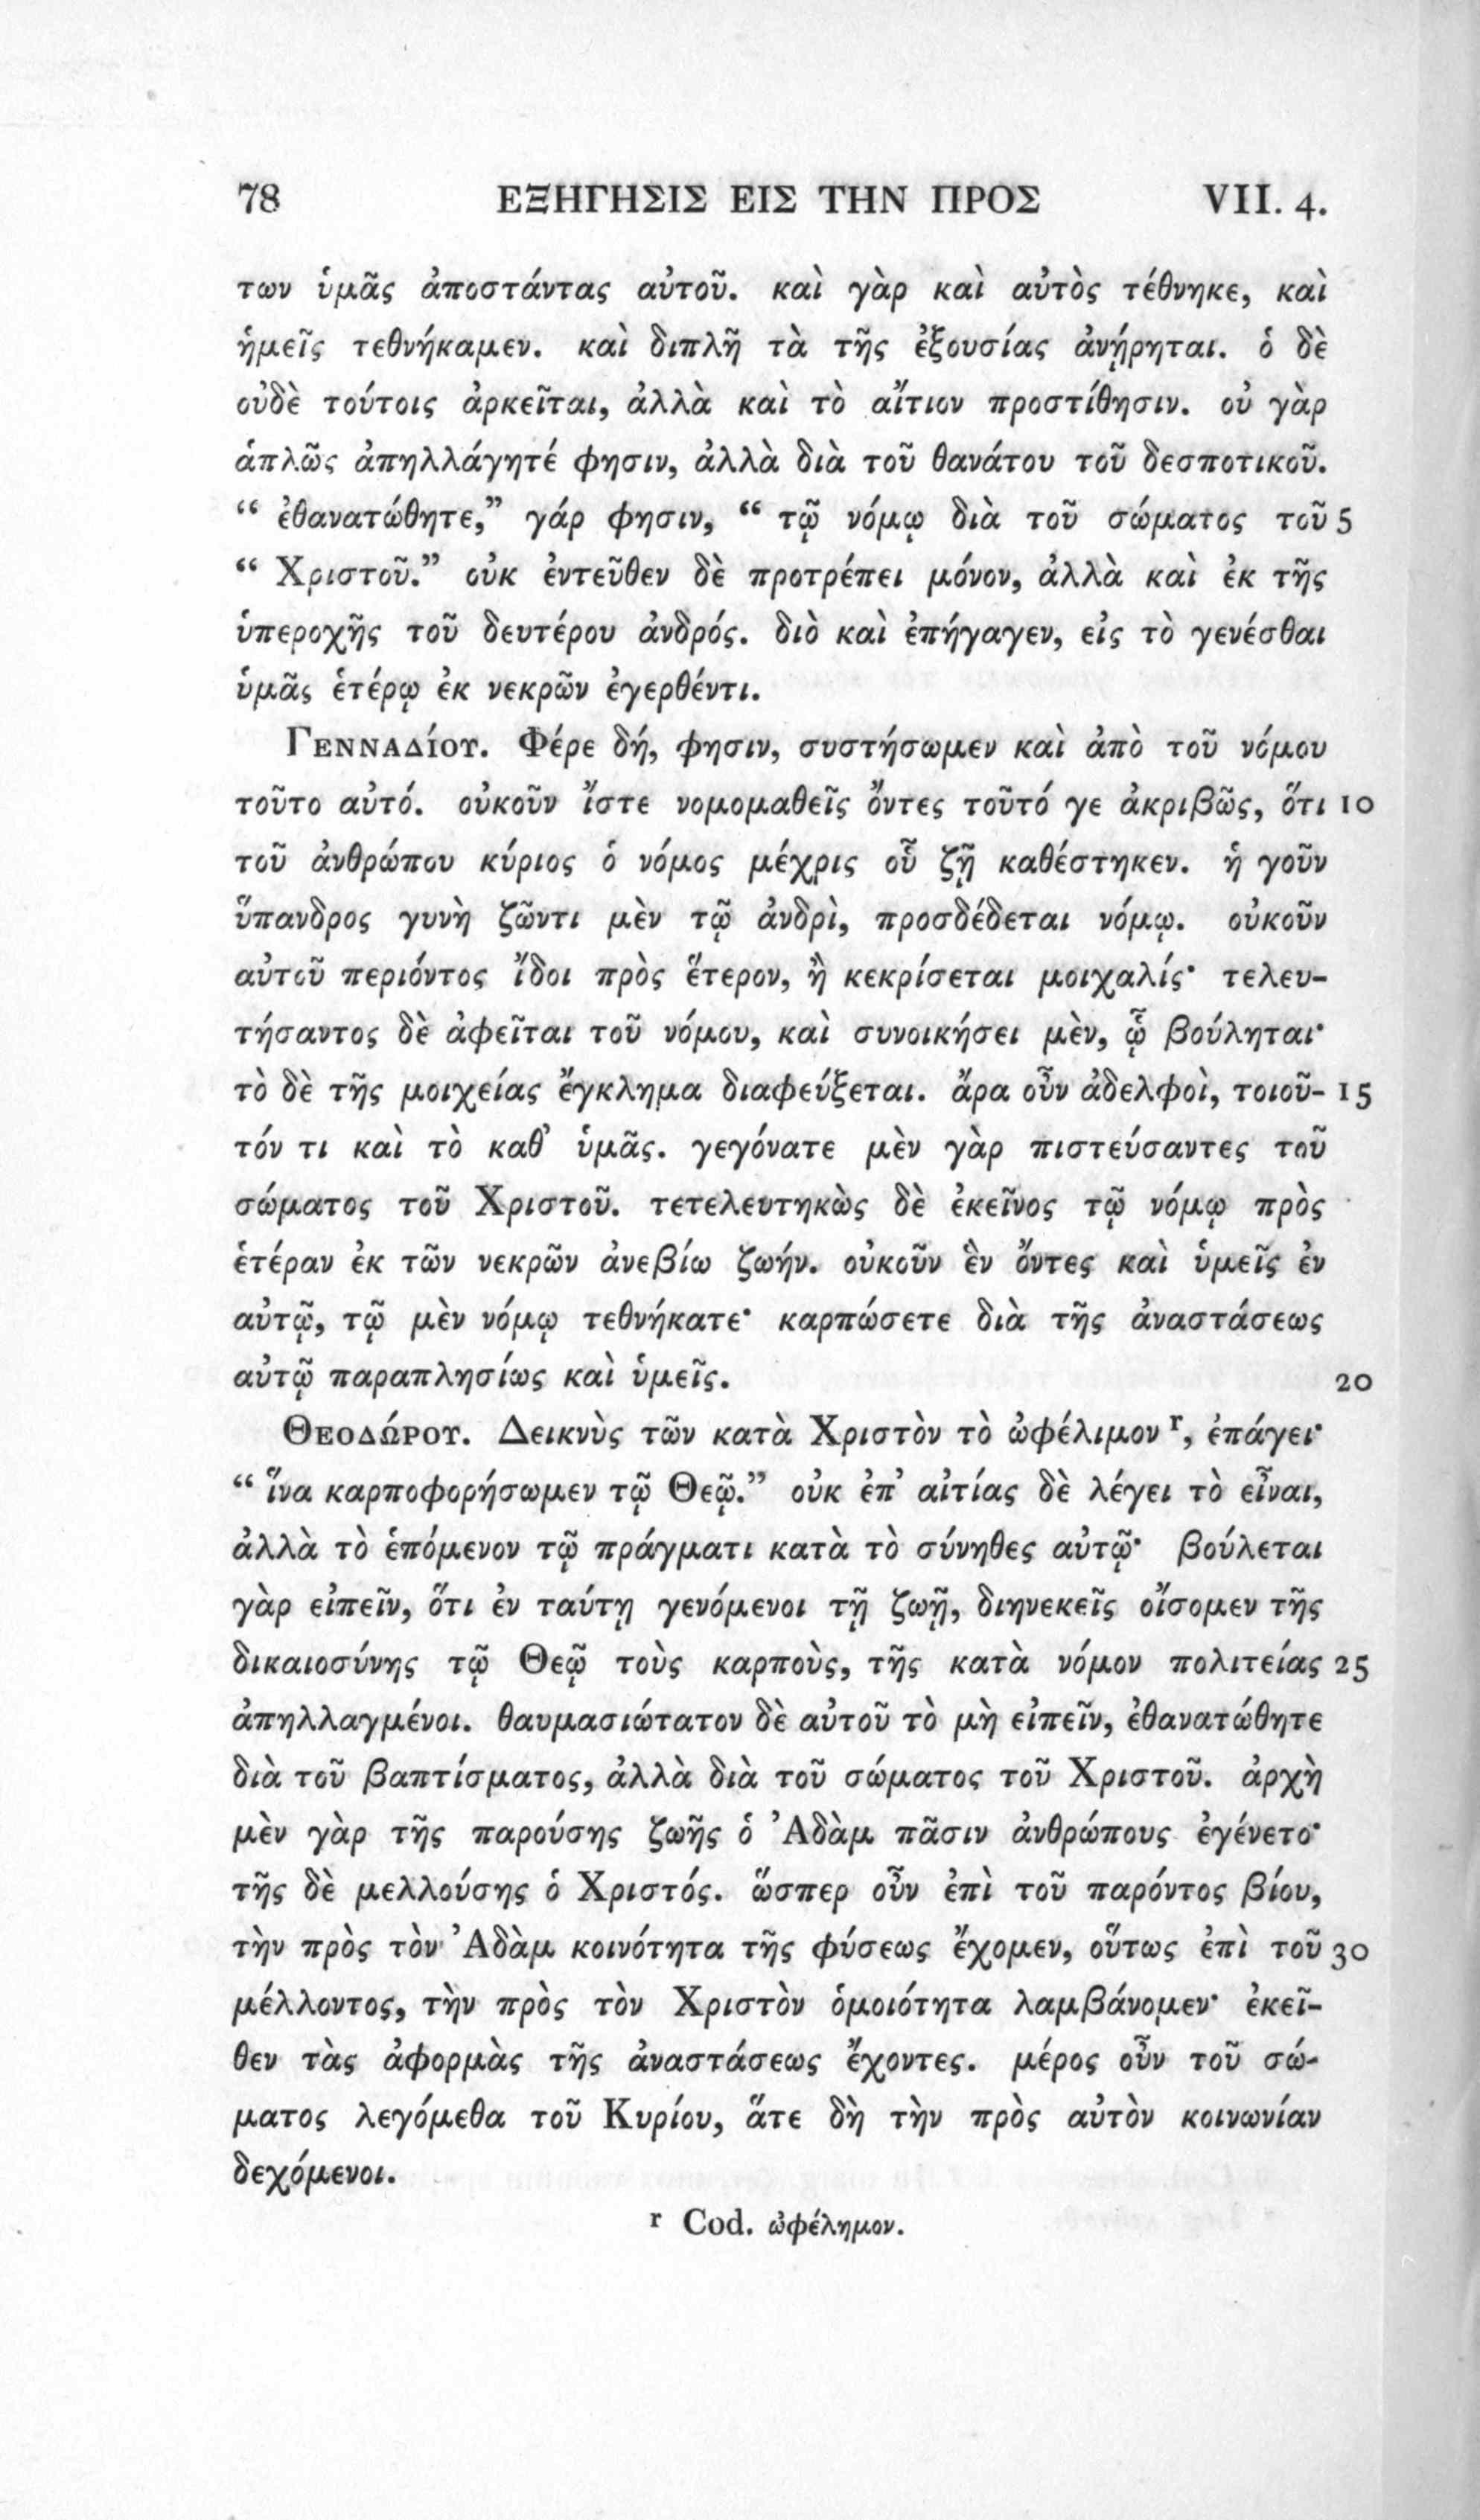 78 ΕΞΗΓΗΣΙΣ ΕΙΣ ΤΗΝ ΠΡΟΣ VII. 4.
των ὑμᾶς ἀποστάντας αὐτοῦ. καὶ γὰρ καὶ αὐτὸς τέθνηκε, καὶ
ἡμεῖς τεθνήκαμεν. καὶ διπλῆ τὰ τῆς ἐξουσίας ἀνῄρηται. ὁ δὲ
οὐδὲ τούτοις ἀρκεῖται, ἀλλὰ καὶ τὸ αἴτιον προστίθησιν. οὐ γὰρ
ἁπλῶς ἀπηλλάγητέ φησιν, ἀλλὰ διὰ τοῦ θανάτου τοῦ δεσποτικοῦ.
“ ἐθανατώθητε,” γάρ φησιν, “ τῷ νόμῳ διὰ τοῦ σώματος τοῦ 5
“ Χριστοῦ.” οὐκ ἐντεῦθεν δὲ προτρέπει μόνον, ἀλλὰ καὶ ἐκ τῆς
ὑπεροχῆς τοῦ δευτέρου ἀνδρός. διὸ καὶ ἐπήγαγεν, εἰς τὸ γενέσθαι
ὑμᾶς ἑτέρῳ ἐκ νεκρῶν ἐγερθέντι.
Γενναδίου. Φέρε δή, φησιν, συστήσωμεν καὶ ἀπὸ τοῦ νόμου
τοῦτο αὐτό. οὐκοῦν ἴστε νομομαθεῖς ὄντες τοῦτό γε ἀκριβῶς, ὅτι 10
τοῦ ἀνθρώπου κύριος ὁ νόμος μέχρις οὗ ζῇ καθέστηκεν. ἡ γοῦν
ὕπανδρος γυνὴ ζῶντι μὲν τῷ ἀνδρὶ, προσδέδεται νόμῳ. οὐκοῦν
αὐτοῦ περιόντος ἴδοι πρὸς ἕτερον, ἢ κεκρίσεται μοιχαλίς· τελευ-
τήσαντος δὲ ἀφεῖται τοῦ νόμου, καὶ συνοικήσει μὲν, ᾧ βούληται·
τὸ δὲ τῆς μοιχείας ἔγκλημα διαφεύξεται. ἄρα οὖν ἀδελφοὶ, τοιοῦ- 15
τόν τι καὶ τὸ καθ’ ὑμᾶς. γεγόνατε μὲν γὰρ πιστεύσαντες τοῦ
σώματος τοῦ Χριστοῦ. τετελευτηκὼς δὲ ἐκεῖνος τῷ νόμῳ πρὸς
ἑτέραν ἐκ τῶν νεκρῶν ἀνεβίω ζωήν. οὐκοῦν ἓν ὄντες καὶ ὑμεῖς ἐν
αὐτῷ, τῷ μὲν νόμῳ τεθνήκατε· καρπώσετε διὰ τῆς ἀναστάσεως
αὐτῷ παραπλησίως καὶ ὑμεῖς. 20
Θεοδώρου. Δεικνὺς τῶν κατὰ Χριστὸν τὸ ὠφέλιμον ʳ, ἐπάγει·
“ ἵνα καρποφορήσωμεν τῷ Θεῷ.” οὐκ ἐπ’ αἰτίας δὲ λέγει τὸ εἶναι,
ἀλλὰ τὸ ἑπόμενον τῷ πράγματι κατὰ τὸ σύνηθες αὐτῷ· βούλεται
γὰρ εἰπεῖν, ὅτι ἐν ταύτῃ γενόμενοι τῇ ζωῇ, διηνεκεῖς οἴσομεν τῆς
δικαιοσύνης τῷ Θεῷ τοὺς καρποὺς, τῆς κατὰ νόμον πολιτείας 25
ἀπηλλαγμένοι. θαυμασιώτατον δὲ αὐτοῦ τὸ μὴ εἰπεῖν, ἐθανατώθητε
διὰ τοῦ βαπτίσματος, ἀλλὰ διὰ τοῦ σώματος τοῦ Χριστοῦ. ἀρχὴ
μὲν γὰρ τῆς παρούσης ζωῆς ὁ Ἀδὰμ πᾶσιν ἀνθρώπους ἐγένετο·
τῆς δὲ μελλούσης ὁ Χριστός. ὥσπερ οὖν ἐπὶ τοῦ παρόντος βίου,
τὴν πρὸς τὸν Ἀδὰμ κοινότητα τῆς φύσεως ἔχομεν, οὕτως ἐπὶ τοῦ 30
μέλλοντος, τὴν πρὸς τὸν Χριστὸν ὁμοιότητα λαμβάνομεν· ἐκεῖ-
θεν τὰς ἀφορμὰς τῆς ἀναστάσεως ἔχοντες. μέρος οὖν τοῦ σώ-
ματος λεγόμεθα τοῦ Κυρίου, ἅτε δὴ τὴν πρὸς αὐτὸν κοινωνίαν
δεχόμενοι.
ʳ Cod. ὠφέλημον.